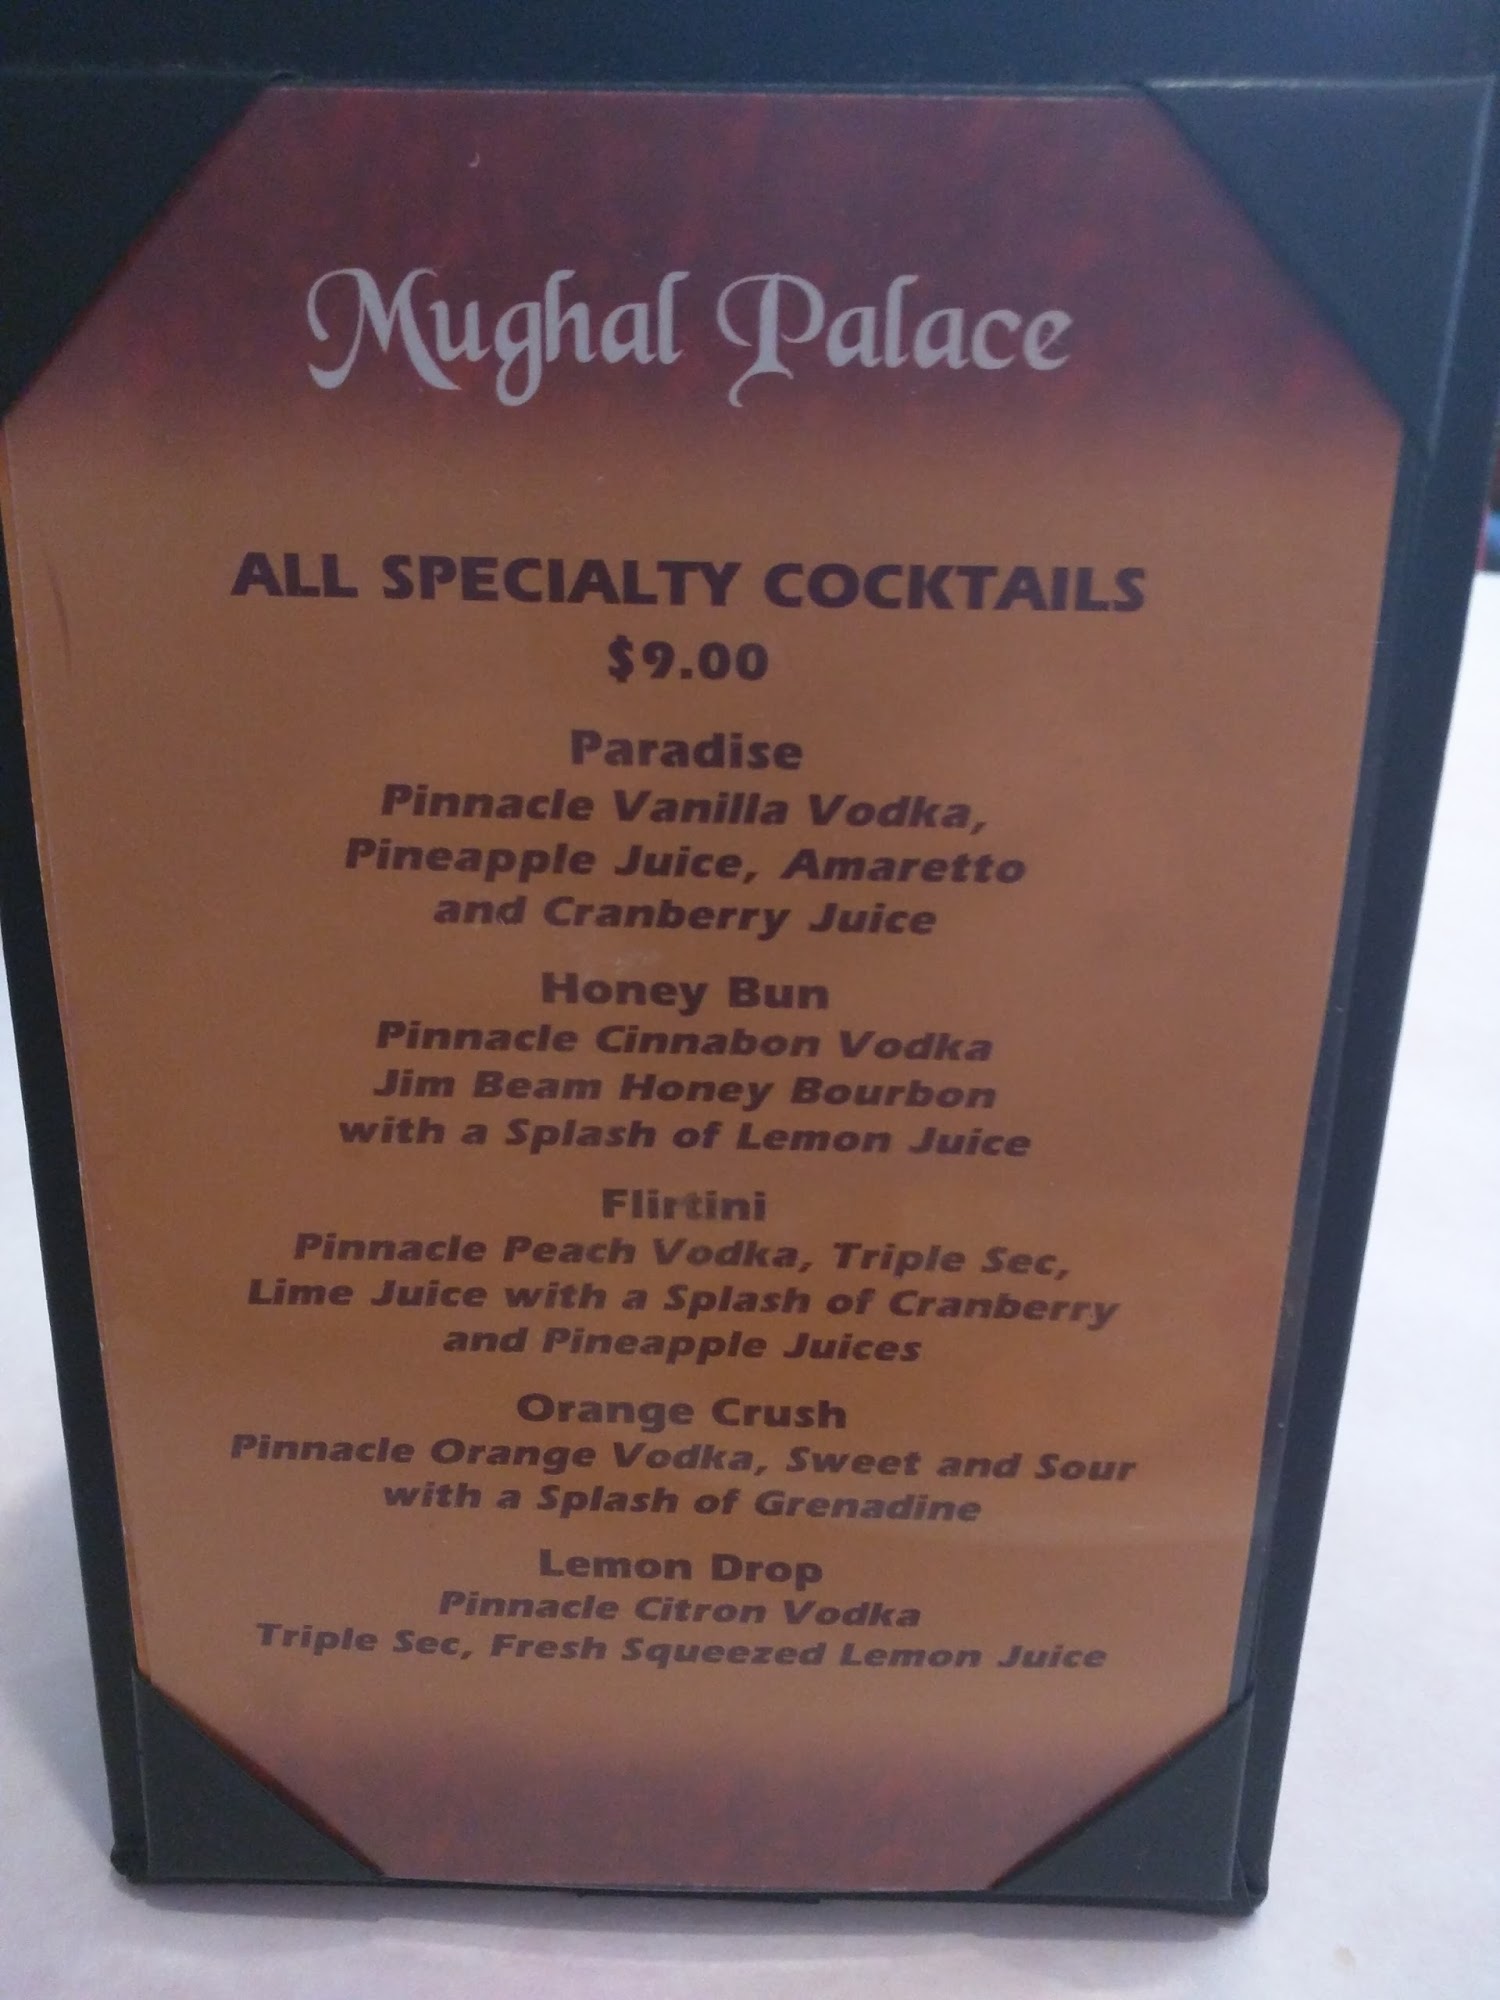 Mughal Palace
ALL SPECIALTY COCKTAILS
$9.00
Paradise
Pinnacle Vanilla Vodka,
Pineapple Juice, Amaretto
and Cranberry Juice
Honey Bun
Pinnacle Cinnabon Vodka
Jim Beam Honey Bourbon
with a Splash of Lemon Juice
Flirtini
Pinnacle Peach Vodka, Triple Sec,
Lime Juice with a Splash of Cranberry
and Pineapple Juices
Orange Crush
Pinnacle Orange Vodka, Sweet and Sour
with a Splash of Grenadine
Lemon Drop
Pinnacle Citron Vodka
Triple Sec, Fresh Squeezed Lemon Juice